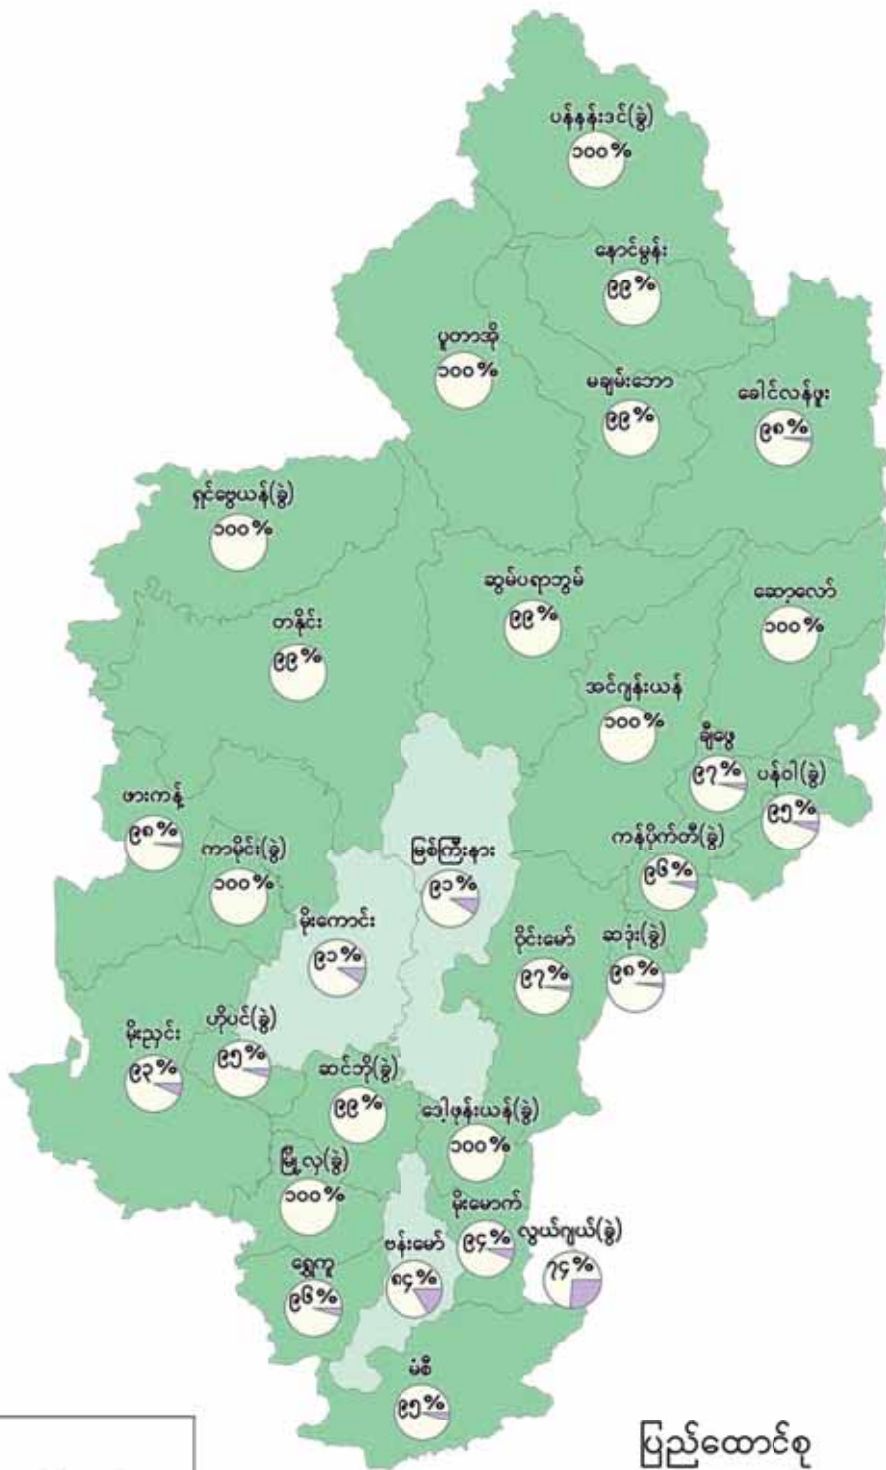 ပန်နန်းဒင်(ခွဲ)
၁၀၀%
နောင်မွန်း
၉၉%
ပူတာအို
၁၀၀%
မချမ်းဘော
၉၉%
ခေါင်လန်ဖူး
၉၈%
ရှင်ဗွေယန်(ခွဲ)
၁၀၀%
ဆွမ်ပရာဘွမ်
၉၉%
ဆော့လော်
၁၀၀%
တနိုင်း
၉၉%
အင်ဂျန်းယန်
၁၀၀%
ချီဖွေ
၉၇%
ပန်ဝါ(ခွဲ)
၉၅%
ဖားကန့်
၉၈%
ကာမိုင်း(ခွဲ)
၁၀၀%
မြစ်ကြီးနား
၉၁%
ကန်ပိုက်တီ(ခွဲ)
၉၆%
မိုးကောင်း
၉၁%
ဝိုင်းမော်
၉၇%
ဆဒုံး(ခွဲ)
၉၈%
မိုးညှင်း
၉၃%
ဟိုပင်(ခွဲ)
၉၅%
ဆင်ဘို(ခွဲ)
၉၉%
ဒေါ့ဖုန်းယန်(ခွဲ)
၁၀၀%
မြို့လှ(ခွဲ)
၁၀၀%
မိုးမောက်
၉၄%
လွယ်ဂျယ်(ခွဲ)
၇၄%
ဗန်းမော်
၈၄%
ရွှေကူ
၉၆%
မံစီ
၉၅%
ပြည်ထောင်စု